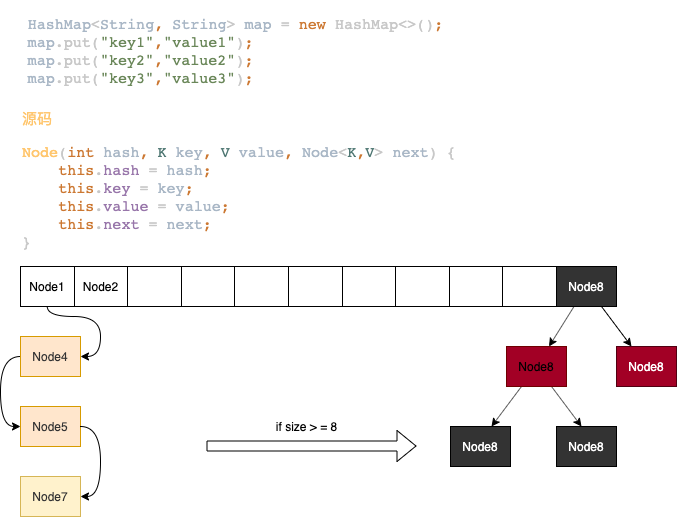 HashMap<String, String> map = new HashMap<>();
map.put("key1","value1");
map.put("key2","value2");
map.put("key3","value3");
源码
Node(int hash, K key, V value, Node<K,V> next) {
    this.hash = hash;
    this.key = key;
    this.value = value;
    this.next = next;
}
Node1 Node2 Node8
Node4
Node8 Node8
Node5
if size > = 8
Node8 Node8
Node7